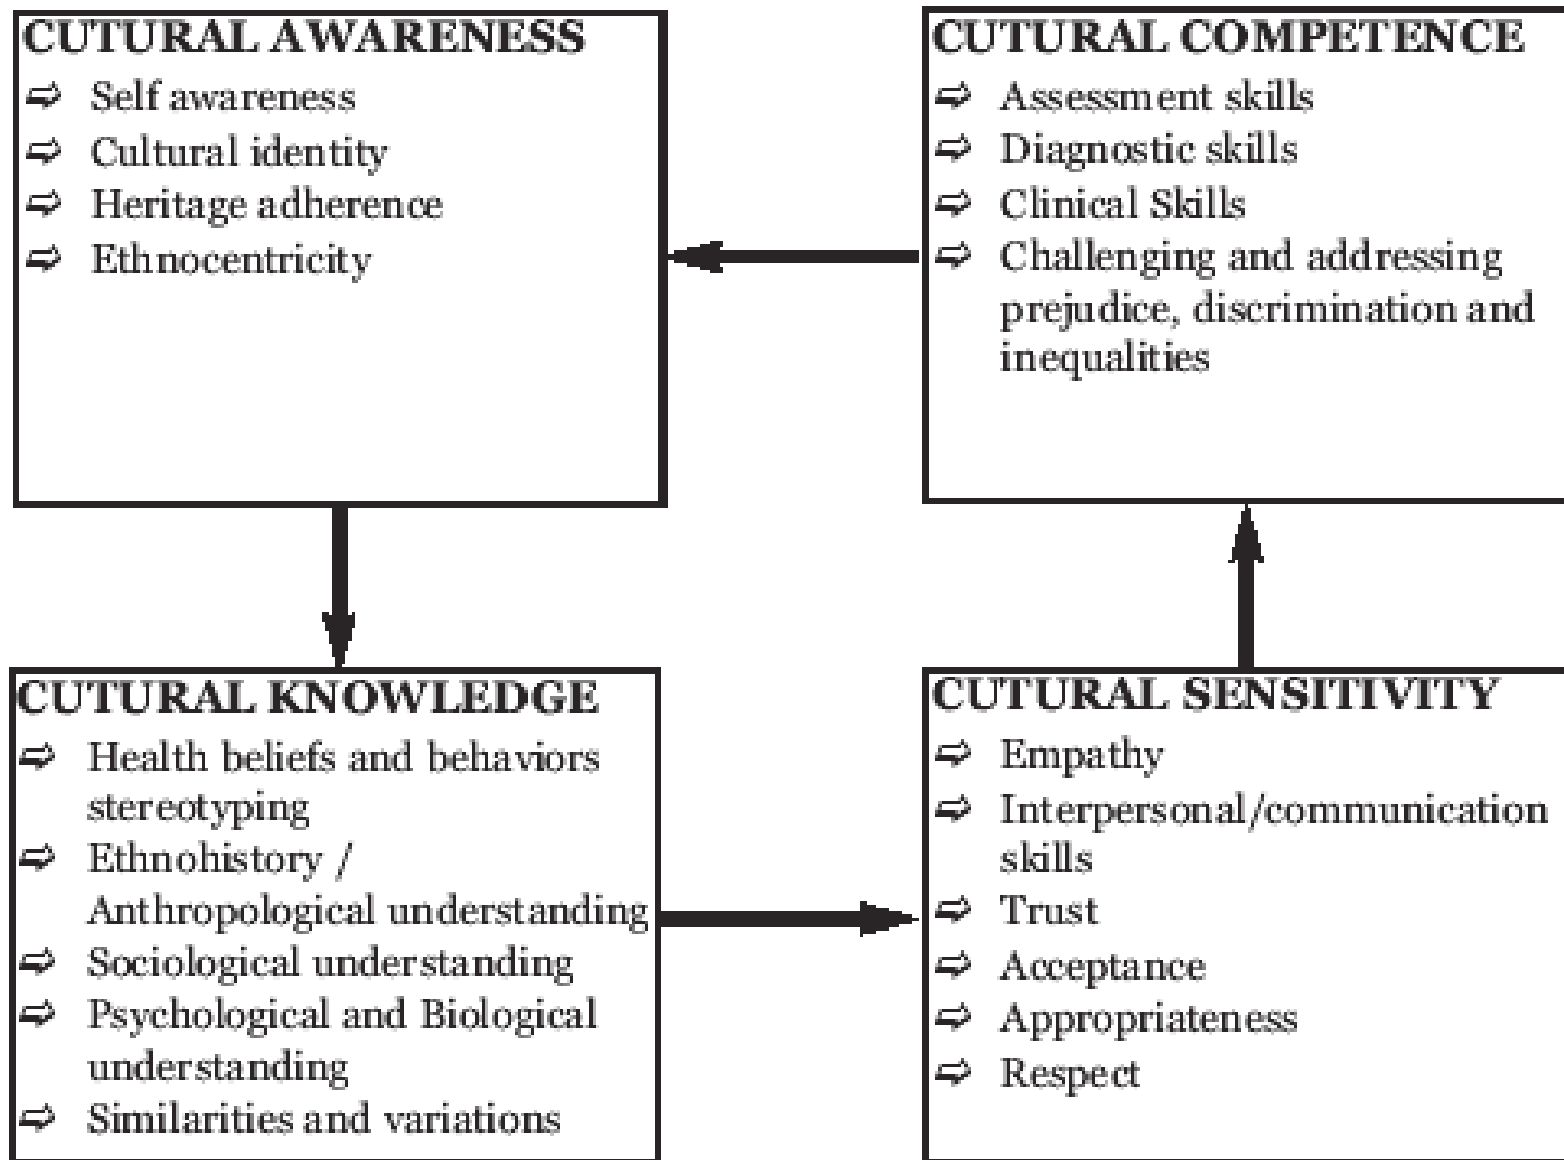 CUTURAL AWARENESS
⇨ Self awareness
⇨ Cultural identity
⇨ Heritage adherence
⇨ Ethnocentricity
CUTURAL COMPETENCE
⇨ Assessment skills
⇨ Diagnostic skills
⇨ Clinical Skills
⇨ Challenging and addressing
prejudice, discrimination and
inequalities
CUTURAL KNOWLEDGE
⇨ Health beliefs and behaviors
stereotyping
⇨ Ethnohistory /
Anthropological understanding
⇨ Sociological understanding
⇨ Psychological and Biological
understanding
⇨ Similarities and variations
CUTURAL SENSITIVITY
⇨ Empathy
⇨ Interpersonal/communication
skills
⇨ Trust
⇨ Acceptance
⇨ Appropriateness
⇨ Respect